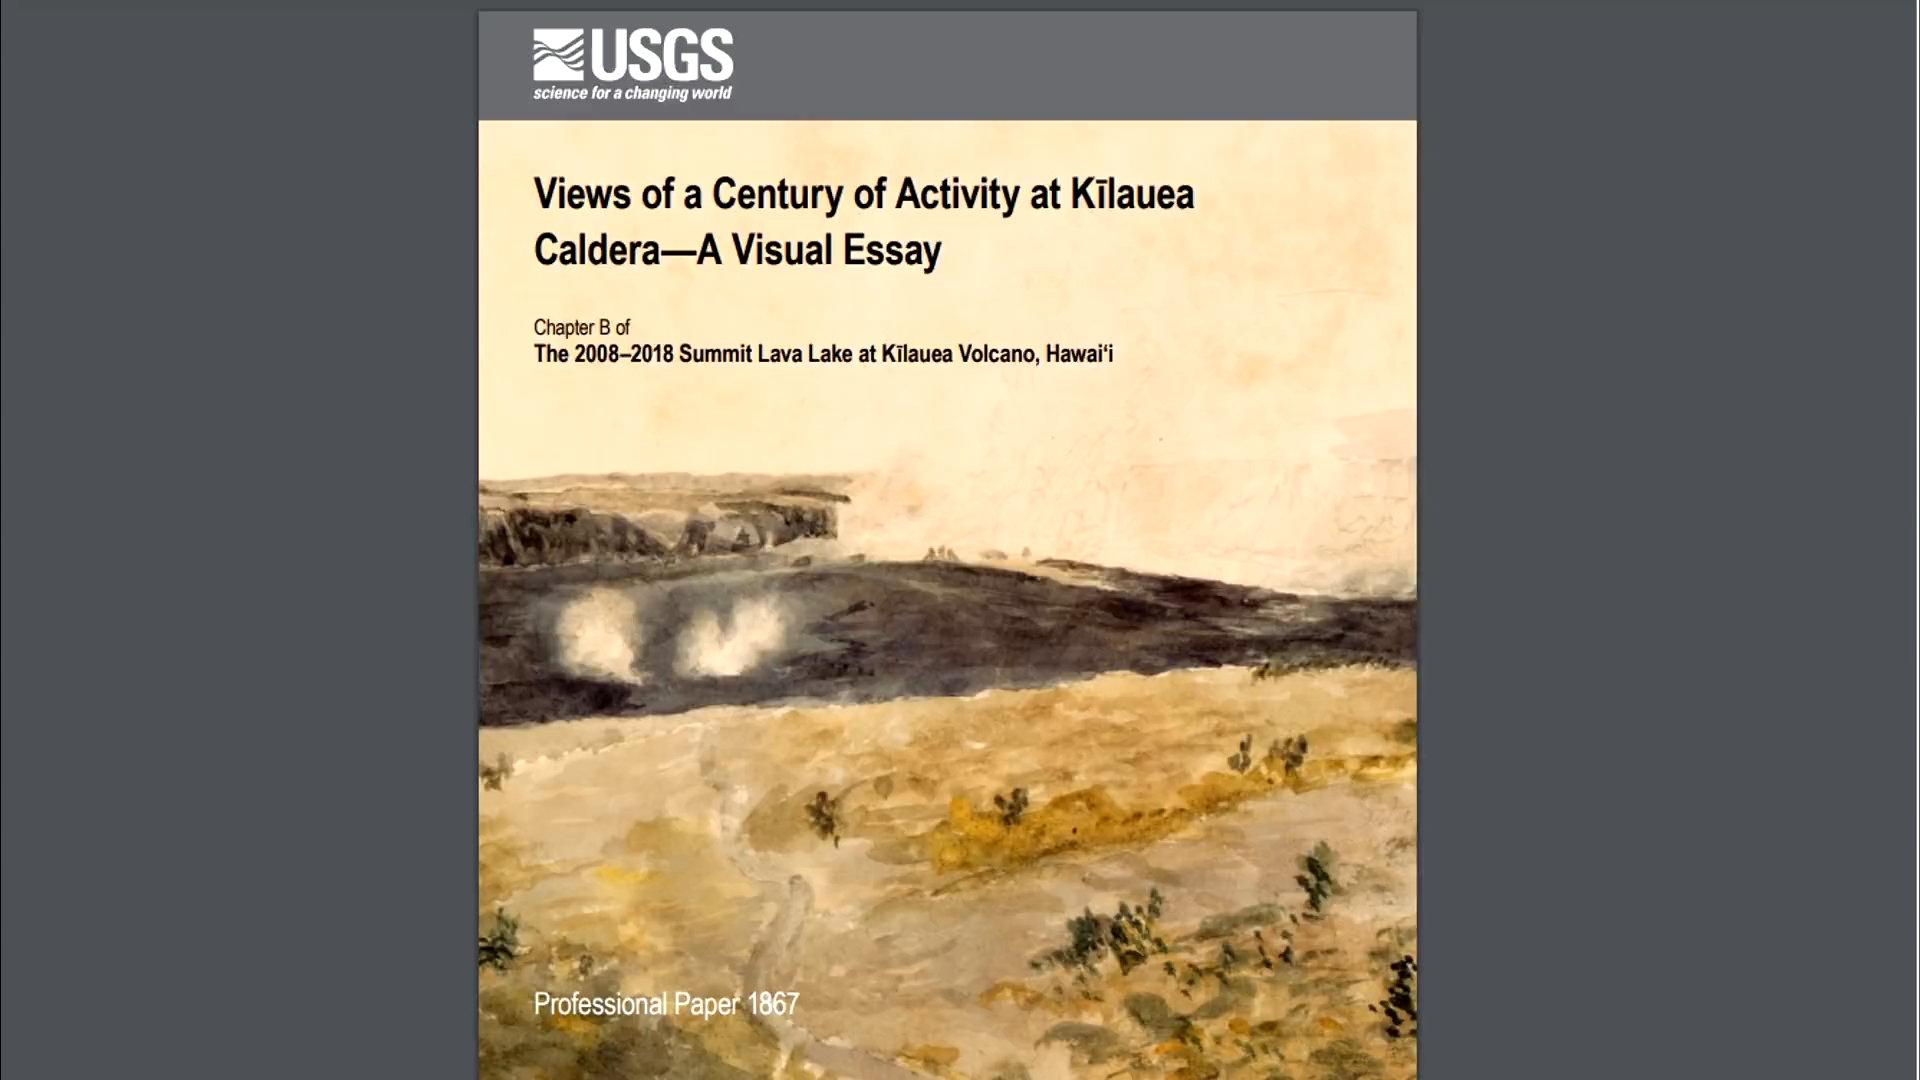 USGS
science for a changing world
Views of a Century of Activity at Kīlauea
Caldera—A Visual Essay
Chapter B of
The 2008–2018 Summit Lava Lake at Kīlauea Volcano, Hawaiʻi
Professional Paper 1867